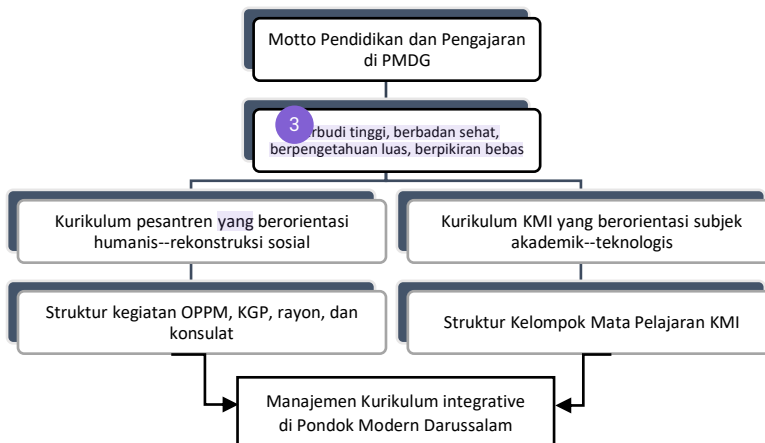 Motto Pendidikan dan Pengajaran
di PMDG
3
rbudi tinggi, berbadan sehat,
berpengetahuan luas, berpikiran bebas
Kurikulum pesantren yang berorientasi
humanis--rekonstruksi sosial
Kurikulum KMI yang berorientasi subjek
akademik--teknologis
Struktur kegiatan OPPM, KGP, rayon, dan
konsulat
Struktur Kelompok Mata Pelajaran KMI
Manajemen Kurikulum integrative
di Pondok Modern Darussalam